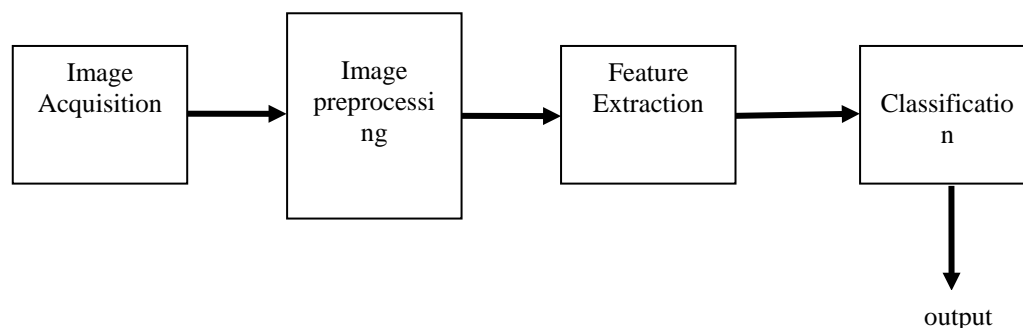 Image
Acquisition
Image
preprocessi
ng
Feature
Extraction
Classificatio
n
output